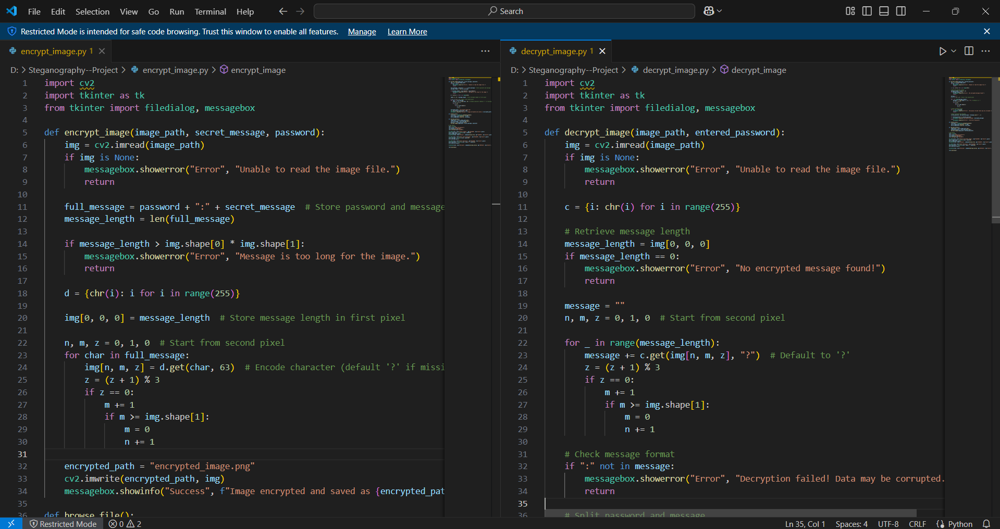 File Edit Selection View Go Run Terminal Help
Search
Restricted Mode is intended for safe code browsing. Trust this window to enable all features. Manage Learn More
encrypt_image.py 1
D: > Steganography--Project > encrypt_image.py > encrypt_image
1 import cv2
2 import tkinter as tk
3 from tkinter import filedialog, messagebox
4
5 def encrypt_image(image_path, secret_message, password):
6     img = cv2.imread(image_path)
7     if img is None:
8         messagebox.showerror("Error", "Unable to read the image file.")
9         return
10
11     full_message = password + ":" + secret_message  # Store password and message
12     message_length = len(full_message)
13
14     if message_length > img.shape[0] * img.shape[1]:
15         messagebox.showerror("Error", "Message is too long for the image.")
16         return
17
18     d = {chr(i): i for i in range(255)}
19
20     img[0, 0, 0] = message_length  # Store message length in first pixel
21
22     n, m, z = 0, 1, 0  # Start from second pixel
23     for char in full_message:
24         img[n, m, z] = d.get(char, 63)  # Encode character (default '?' if missi
25         z = (z + 1) % 3
26         if z == 0:
27             m += 1
28             if m >= img.shape[1]:
29                 m = 0
30                 n += 1
31
32     encrypted_path = "encrypted_image.png"
33     cv2.imwrite(encrypted_path, img)
34     messagebox.showinfo("Success", f"Image encrypted and saved as {encrypted_pat
35
36 def browse_file():
decrypt_image.py 1
D: > Steganography--Project > decrypt_image.py > decrypt_image
1 import cv2
2 import tkinter as tk
3 from tkinter import filedialog, messagebox
4
5 def decrypt_image(image_path, entered_password):
6     img = cv2.imread(image_path)
7     if img is None:
8         messagebox.showerror("Error", "Unable to read the image file.")
9         return
10
11     c = {i: chr(i) for i in range(255)}
12
13     # Retrieve message length
14     message_length = img[0, 0, 0]
15     if message_length == 0:
16         messagebox.showerror("Error", "No encrypted message found!")
17         return
18
19     message = ""
20     n, m, z = 0, 1, 0  # Start from second pixel
21
22     for _ in range(message_length):
23         message += c.get(img[n, m, z], "?")  # Default to '?'
24         z = (z + 1) % 3
25         if z == 0:
26             m += 1
27             if m >= img.shape[1]:
28                 m = 0
29                 n += 1
30
31     # Check message format
32     if ":" not in message:
33         messagebox.showerror("Error", "Decryption failed! Data may be corrupted.
34         return
35
36     # Split password and message
Restricted Mode 0 2
Ln 35, Col 1 Spaces: 4 UTF-8 CRLF Python